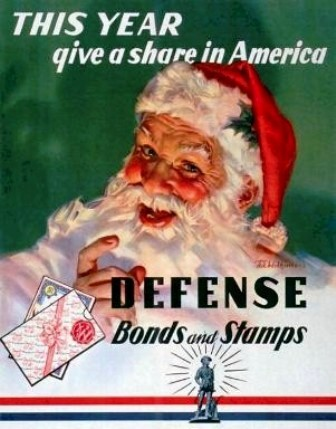 THIS YEAR
give a share in America
DEFENSE
Bonds and Stamps